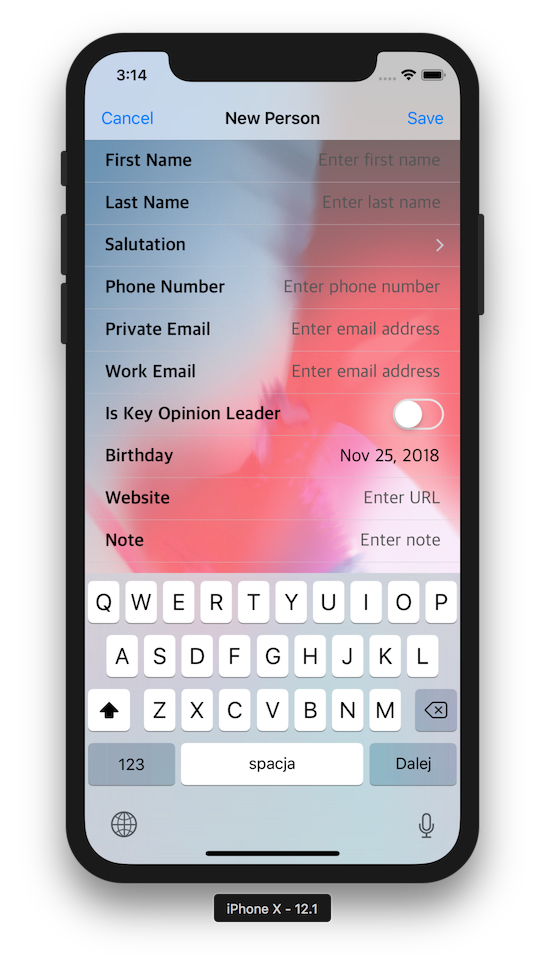 3:14
Cancel New Person Save
First Name Enter first name
Last Name Enter last name
Salutation
Phone Number Enter phone number
Private Email Enter email address
Work Email Enter email address
Is Key Opinion Leader
Birthday Nov 25, 2018
Website Enter URL
Note Enter note
Q W E R T Y U I O P
A S D F G H J K L
Z X C V B N M
123 spacja Dalej
iPhone X - 12.1